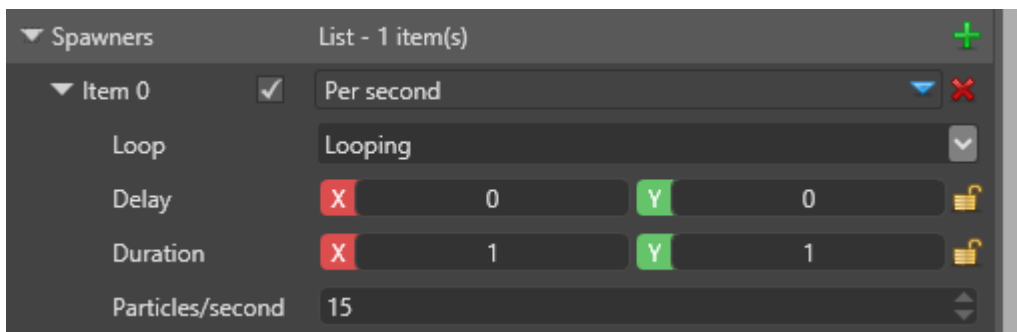 Spawners List - 1 item(s)
Item 0 Per second
Loop Looping
Delay X 0 Y 0
Duration X 1 Y 1
Particles/second 15